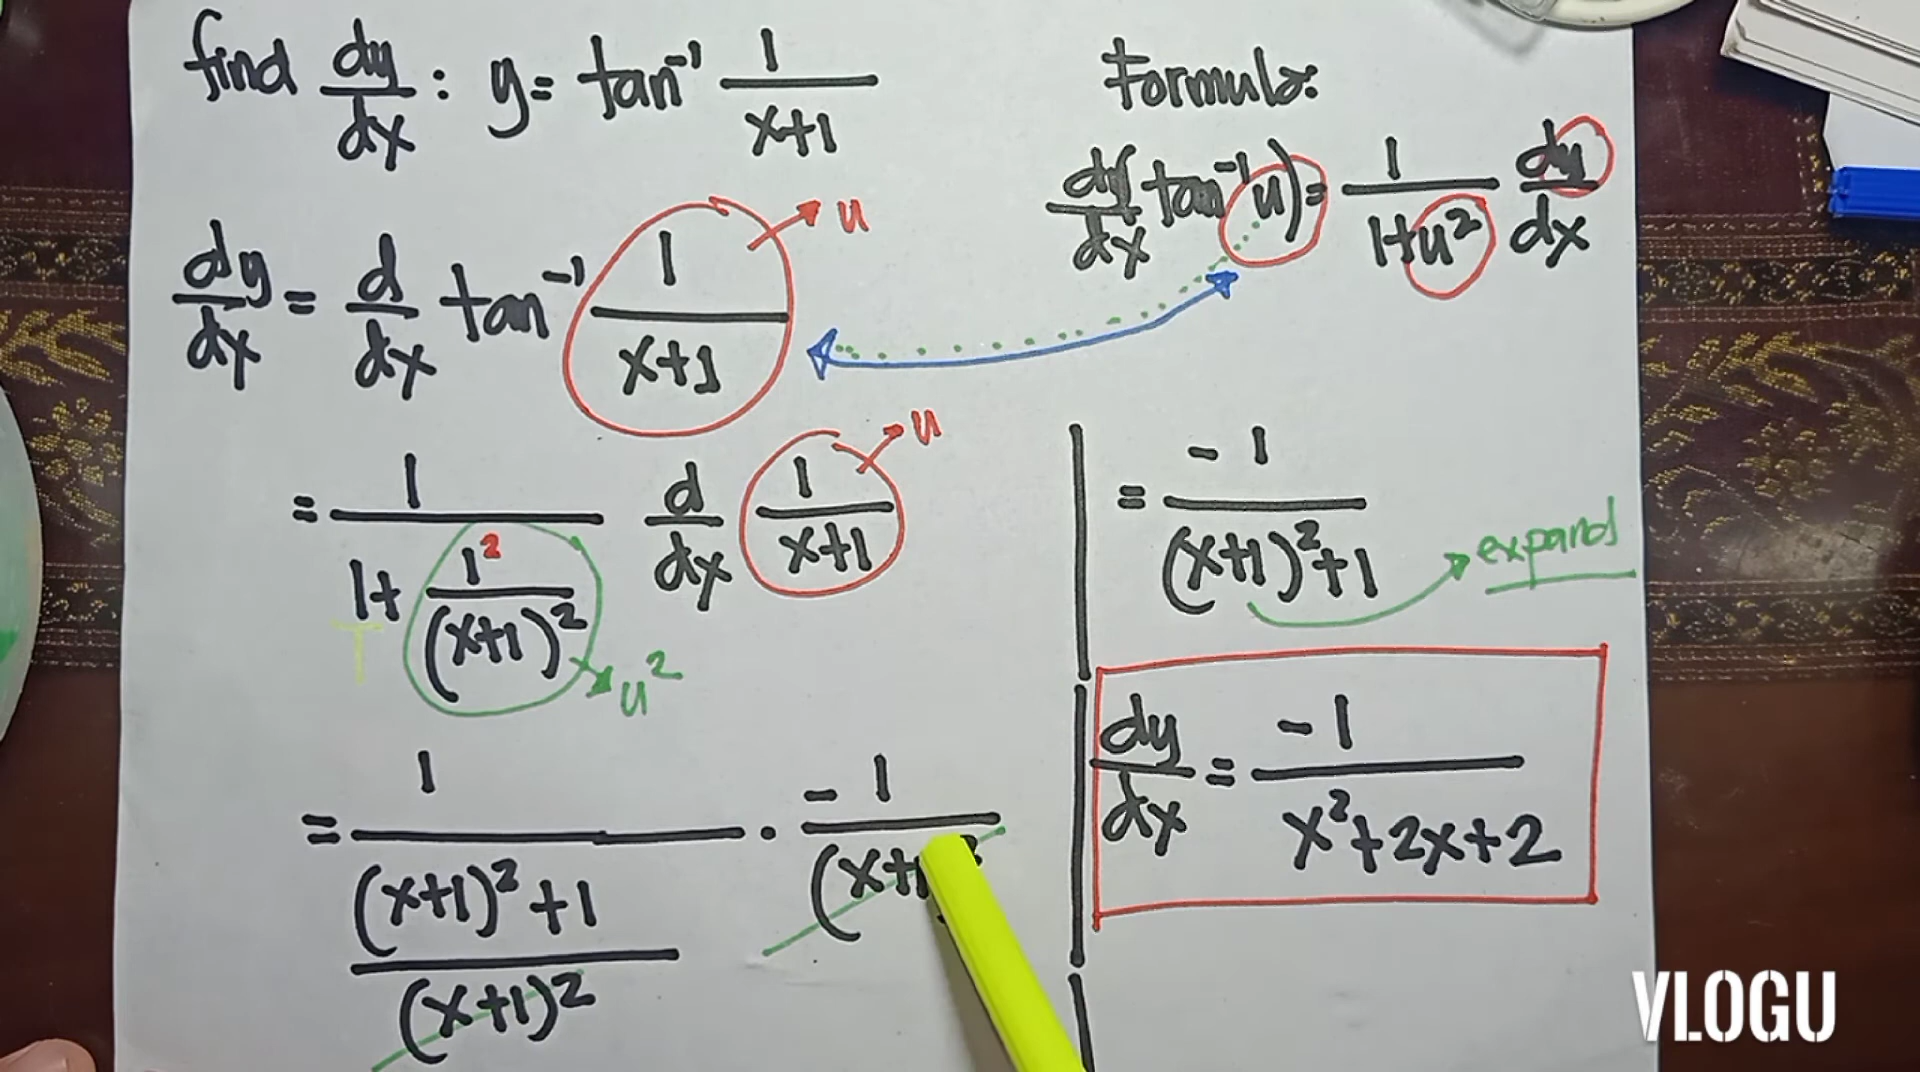 find dy/dx : y = tan⁻¹ 1/(x+1)
Formula:
dy/dx (tan⁻¹ u) = 1/(1+u²) dy/dx
dy/dx = d/dx tan⁻¹ 1/(x+1) → u
= 1/(1+ 1²/(x+1)²) d/dx 1/(x+1) → u
→ u²
= 1/(((x+1)²+1)/(x+1)²) · -1/(x+1
= -1/((x+1)²+1) → expand
dy/dx = -1/(x²+2x+2)
VLOGU